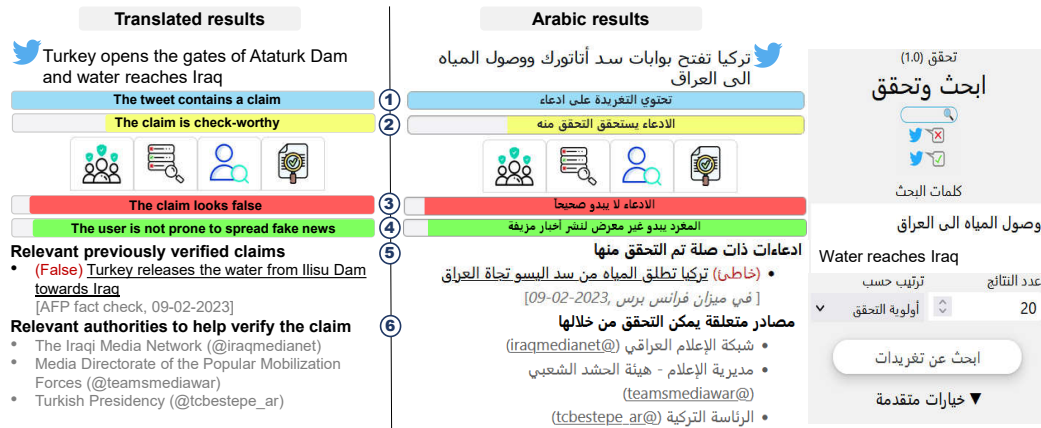 Translated results
Turkey opens the gates of Ataturk Dam
and water reaches Iraq
The tweet contains a claim
The claim is check-worthy
The claim looks false
The user is not prone to spread fake news
Relevant previously verified claims
• (False) Turkey releases the water from Ilisu Dam
towards Iraq
[AFP fact check, 09-02-2023]
Relevant authorities to help verify the claim
• The Iraqi Media Network (@iraqmedianet)
• Media Directorate of the Popular Mobilization
Forces (@teamsmediawar)
• Turkish Presidency (@tcbestepe_ar)
1
2
3
4
5
6
Arabic results
تركيا تفتح بوابات سد أتاتورك ووصول المياه
الى العراق
تحتوي التغريدة على ادعاء
الادعاء يستحقق التحقق منه
الادعاء لا يبدو صحيحاً
المغرد يبدو غير معرض لنشر أخبار مزيفة
ادعاءات ذات صلة تم التحقق منها
• (خاطئ) تركيا تطلق المياه من سد اليسو تجاة العراق
[في ميزان فرانس برس ,09-02-2023]
مصادر متعلقة يمكن التحقق من خلالها
• شبكة الإعلام العراقي (@iraqmedianet)
• مديرية الإعلام - هيئة الحشد الشعبي
(@teamsmediawar)
• الرئاسة التركية (@tcbestepe_ar)
تحقق (1.0)
ابحث وتحقق
كلمات البحث
وصول المياه الى العراق
Water reaches Iraq
عدد النتائج
ترتيب حسب
20
أولوية التحقق
ابحث عن تغريدات
▼ خيارات متقدمة